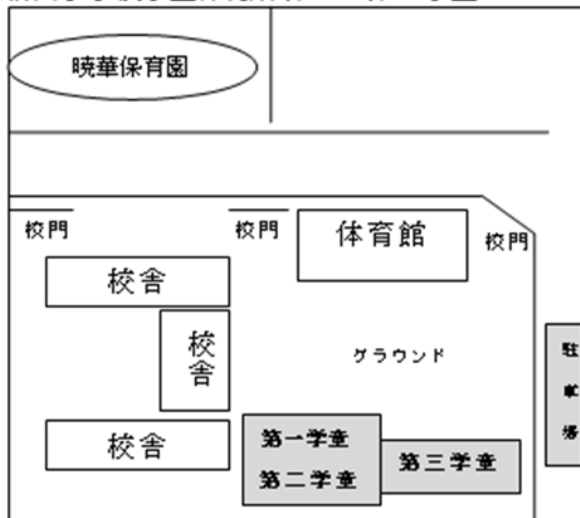 暁華保育園
校門
校門
体育館
校門
校舎
校舎
グラウンド
駐車場
校舎
第一学童
第二学童
第三学童